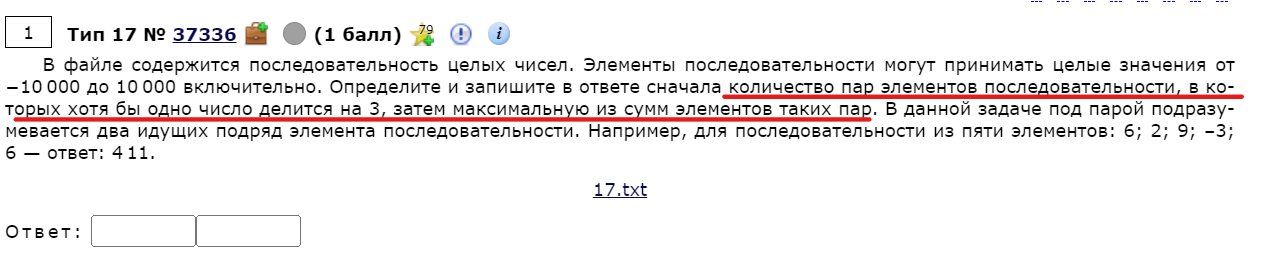 1 Тип 17 № 37336 (1 балл) 79 i
В файле содержится последовательность целых чисел. Элементы последовательности могут принимать целые значения от
−10 000 до 10 000 включительно. Определите и запишите в ответе сначала количество пар элементов последовательности, в ко-
торых хотя бы одно число делится на 3, затем максимальную из сумм элементов таких пар. В данной задаче под парой подразу-
мевается два идущих подряд элемента последовательности. Например, для последовательности из пяти элементов: 6; 2; 9; –3;
6 — ответ: 4 11.
17.txt
Ответ: